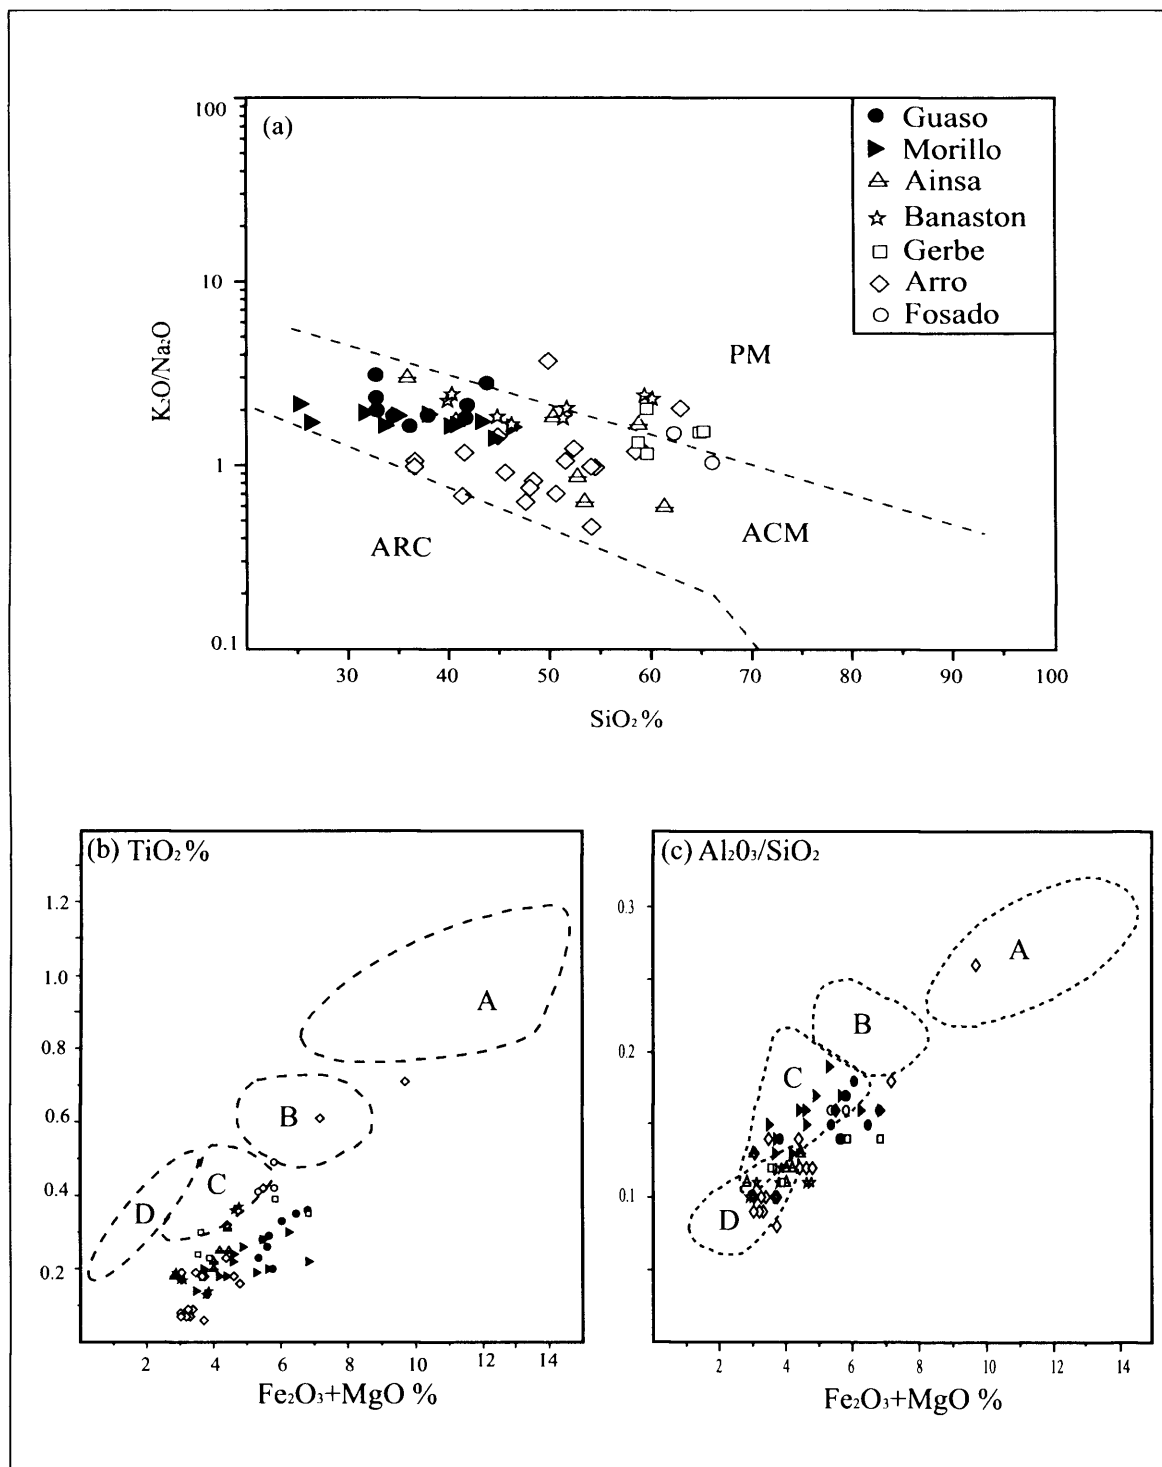 (a)
100
10
1
0.1
K₂O/Na₂O
Guaso
Morillo
Ainsa
Banaston
Gerbe
Arro
Fosado
PM
ACM
ARC
30 40 50 60 70 80 90 100
SiO₂ %
(b) TiO₂ %
1.2
1.0
0.8
0.6
0.4
0.2
A
B
C
D
2 4 6 8 10 12 14
Fe₂O₃+MgO %
(c) Al₂0₃/SiO₂
0.3
0.2
0.1
A
B
C
D
2 4 6 8 10 12 14
Fe₂O₃+MgO %